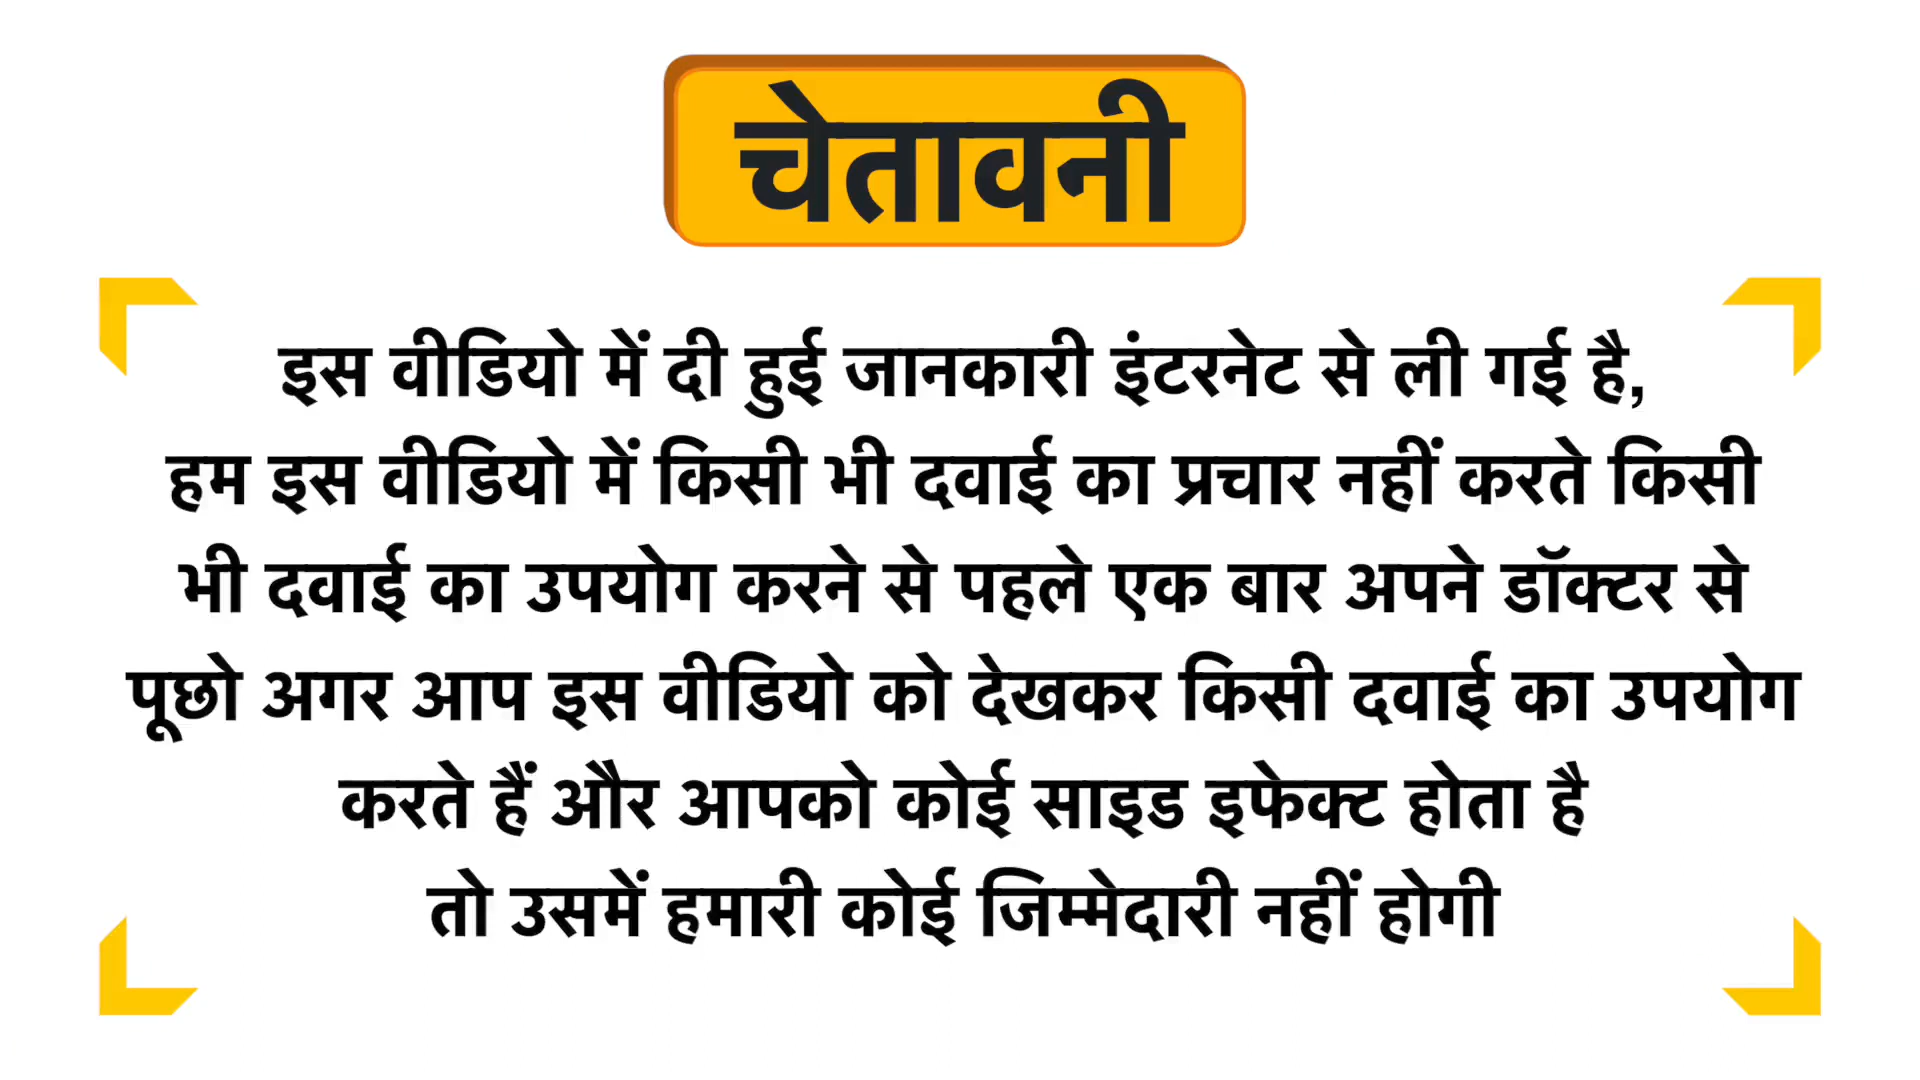 चेतावनी
इस वीडियो में दी हुई जानकारी इंटरनेट से ली गई है,
हम इस वीडियो में किसी भी दवाई का प्रचार नहीं करते किसी
भी दवाई का उपयोग करने से पहले एक बार अपने डॉक्टर से
पूछो अगर आप इस वीडियो को देखकर किसी दवाई का उपयोग
करते हैं और आपको कोई साइड इफेक्ट होता है
तो उसमें हमारी कोई जिम्मेदारी नहीं होगी